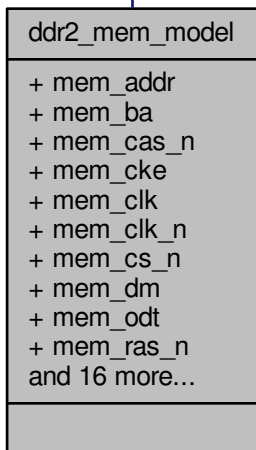 ddr2_mem_model
+ mem_addr
+ mem_ba
+ mem_cas_n
+ mem_cke
+ mem_clk
+ mem_clk_n
+ mem_cs_n
+ mem_dm
+ mem_odt
+ mem_ras_n
and 16 more...